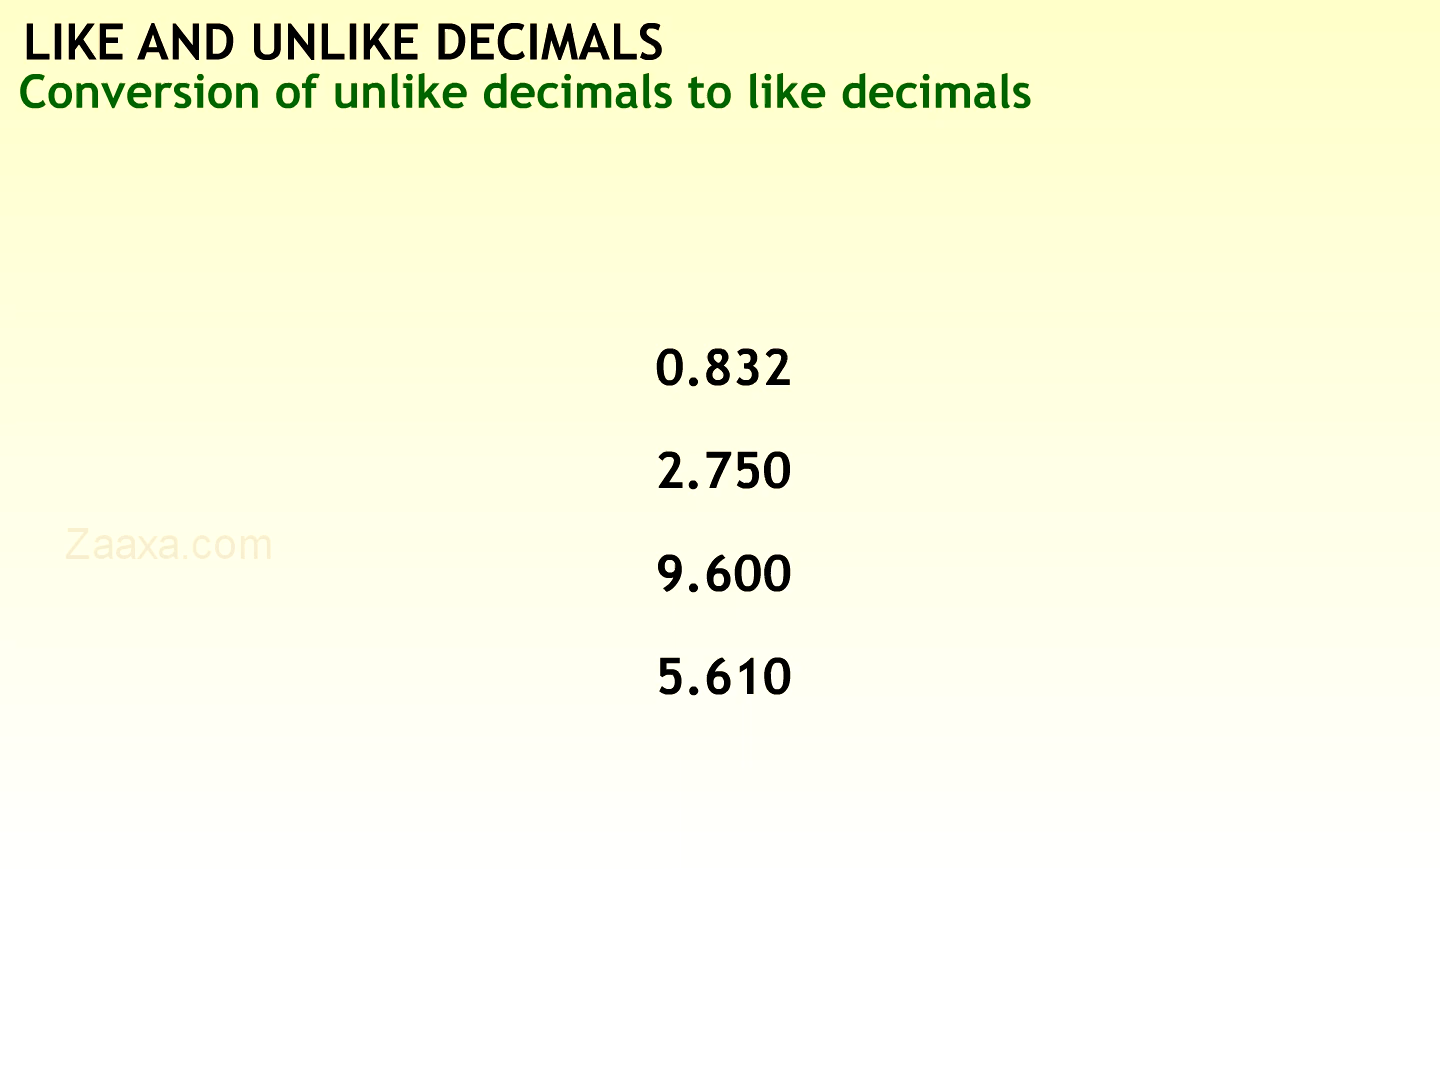 LIKE AND UNLIKE DECIMALS
Conversion of unlike decimals to like decimals
0.832
2.750
Zaaxa.com
9.600
5.610